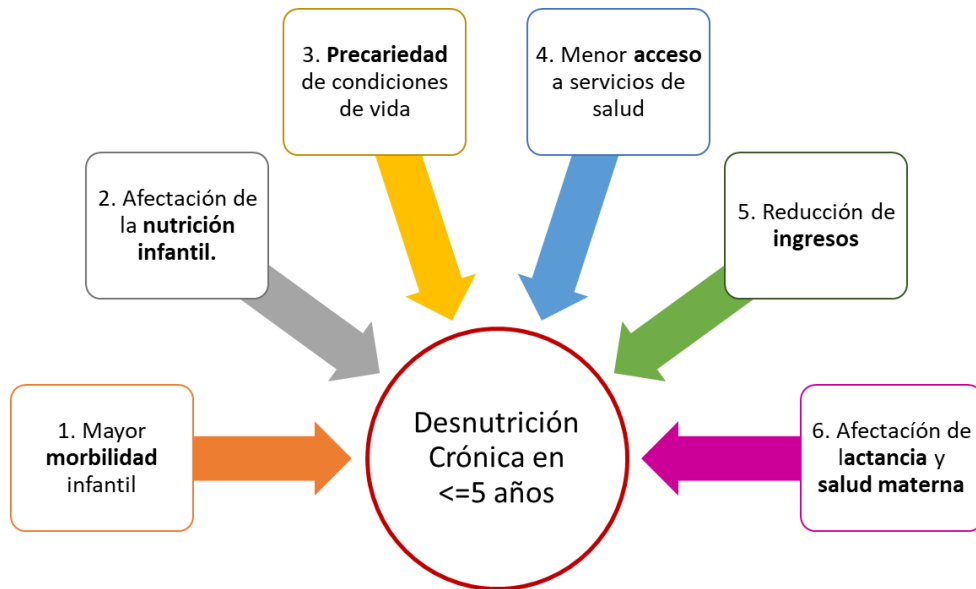 1. Mayor
morbilidad
infantil
2. Afectación de
la nutrición
infantil.
3. Precariedad
de condiciones
de vida
4. Menor acceso
a servicios de
salud
5. Reducción de
ingresos
6. Afectacíón de
lactancia y
salud materna
Desnutrición
Crónica en
<=5 años